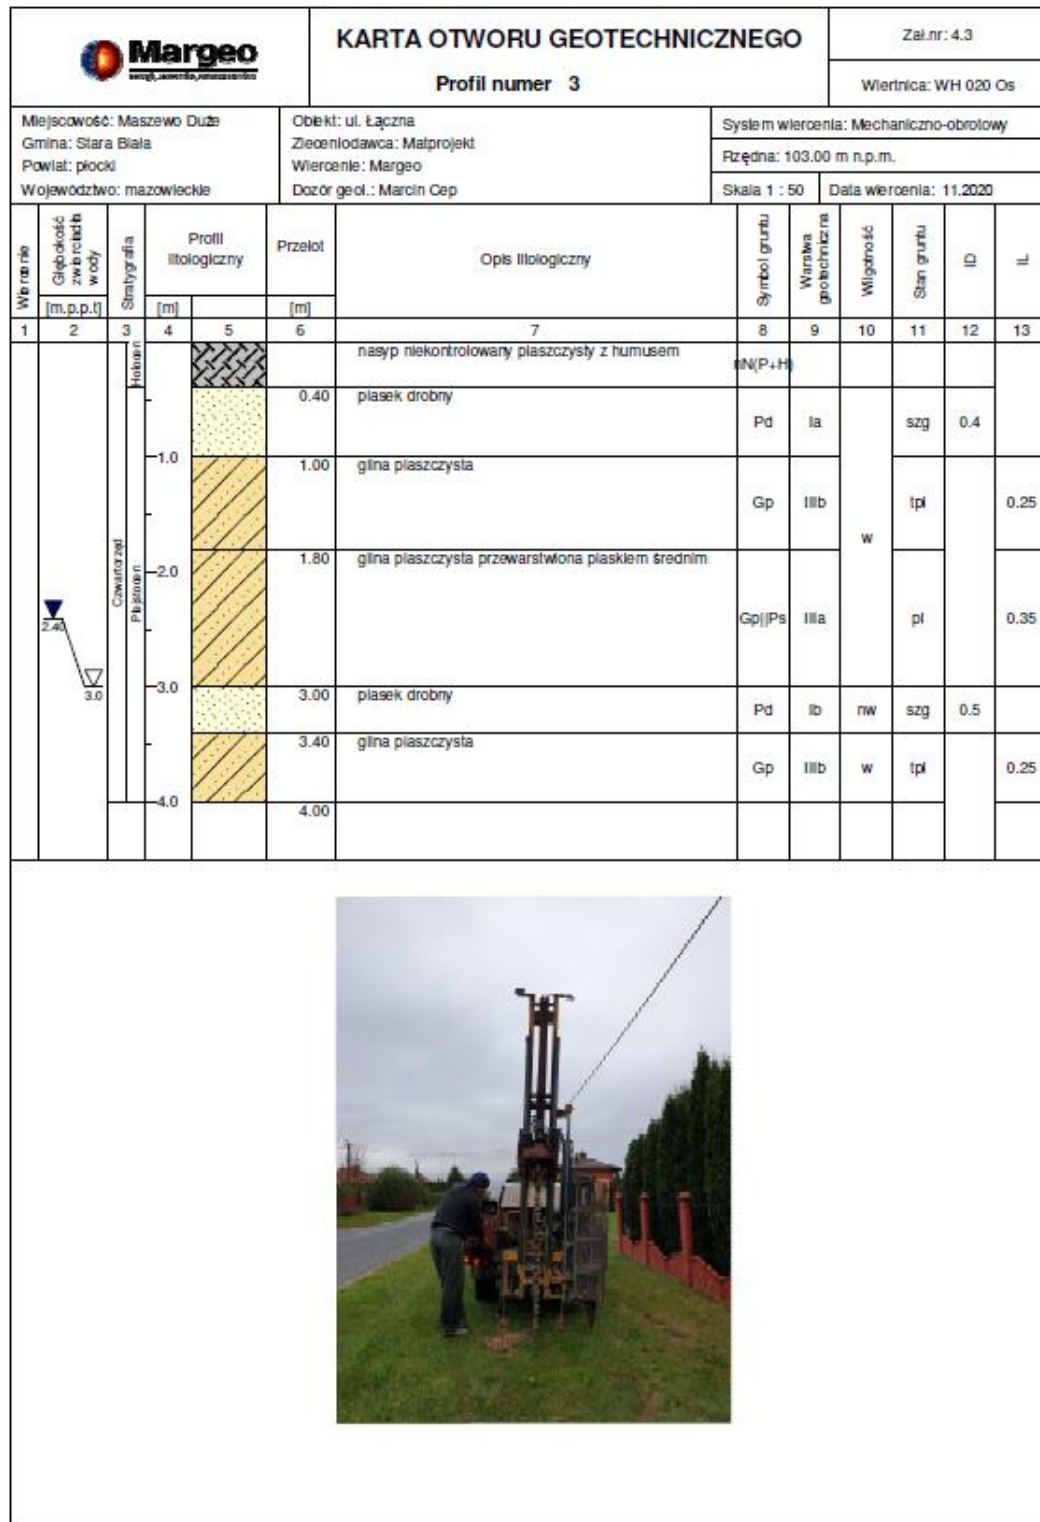 Margeo
KARTA OTWORU GEOTECHNICZNEGO
Profil numer 3
Zał.nr: 4.3
Wiertnica: WH 020 Os
Miejscowość: Maszewo Duże
Gmina: Stara Biała
Powiat: płocki
Województwo: mazowieckie
Obiekt: ul. Łączna
Zleceniodawca: Matprojekt
Wiercenie: Margeo
Dozór geol.: Marcin Cep
System wiercenia: Mechaniczno-obrotowy
Rzędna: 103.00 m n.p.m.
Skala 1 : 50
Data wiercenia: 11.2020
Wiercenie
Głębokość zwierciadła wody
[m.p.p.t]
Stratygrafia
Profil litologiczny
[m]
Przelot
[m]
Opis litologiczny
Symbol gruntu
Warstwa geotechniczna
Wilgotność
Stan gruntu
ID
IL
1 2 3 4 5 6 7 8 9 10 11 12 13
Holocen
nasyp niekontrolowany piaszczysty z humusem
nN(P+H)
0.40 piasek drobny
Pd Ia szg 0.4
1.0
1.00 glina piaszczysta
Gp IIIb tpl 0.25
w
Czwartorzęd
Plejstocen
1.80 glina piaszczysta przewarstwiona piaskiem średnim
2.0
Gp||Ps IIIa pl 0.35
2.40
3.0
3.0
3.00 piasek drobny
Pd Ib nw szg 0.5
3.40 glina piaszczysta
Gp IIIb w tpl 0.25
4.0
4.00